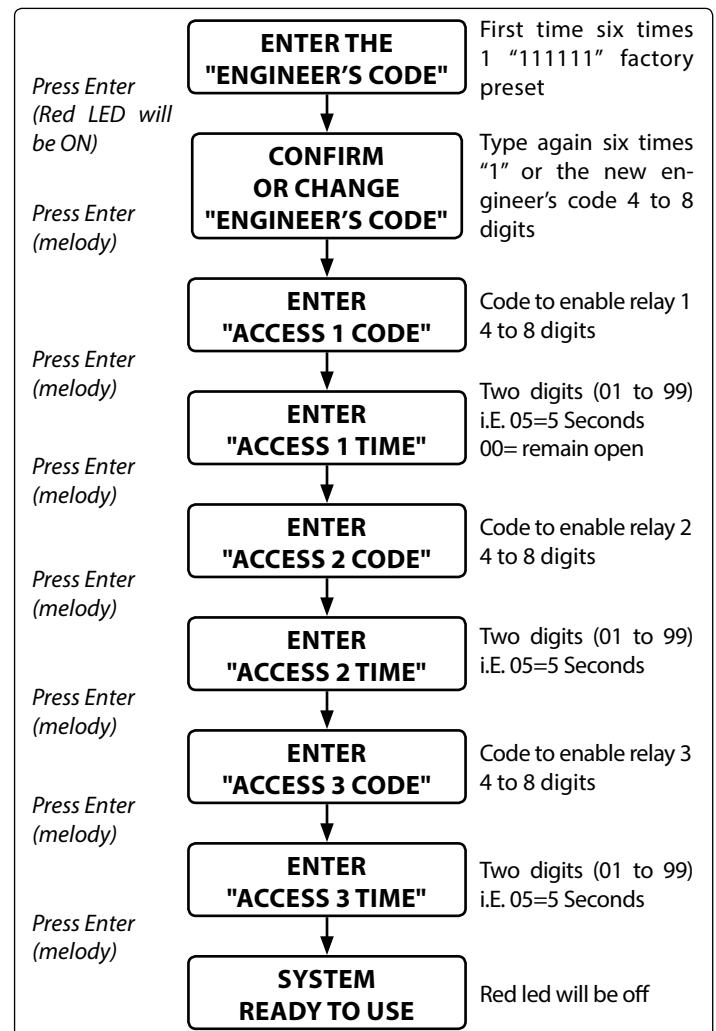 ENTER THE
"ENGINEER’S CODE"
First time six times
1 “111111” factory
preset
Press Enter
(Red LED will
be ON)
CONFIRM
OR CHANGE
"ENGINEER’S CODE"
Type again six times
“1” or the new en-
gineer’s code 4 to 8
digits
Press Enter
(melody)
ENTER
"ACCESS 1 CODE"
Code to enable relay 1
4 to 8 digits
Press Enter
(melody)
ENTER
"ACCESS 1 TIME"
Two digits (01 to 99)
i.E. 05=5 Seconds
00= remain open
Press Enter
(melody)
ENTER
"ACCESS 2 CODE"
Code to enable relay 2
4 to 8 digits
Press Enter
(melody)
ENTER
"ACCESS 2 TIME"
Two digits (01 to 99)
i.E. 05=5 Seconds
Press Enter
(melody)
ENTER
"ACCESS 3 CODE"
Code to enable relay 3
4 to 8 digits
Press Enter
(melody)
ENTER
"ACCESS 3 TIME"
Two digits (01 to 99)
i.E. 05=5 Seconds
Press Enter
(melody)
SYSTEM
READY TO USE
Red led will be off